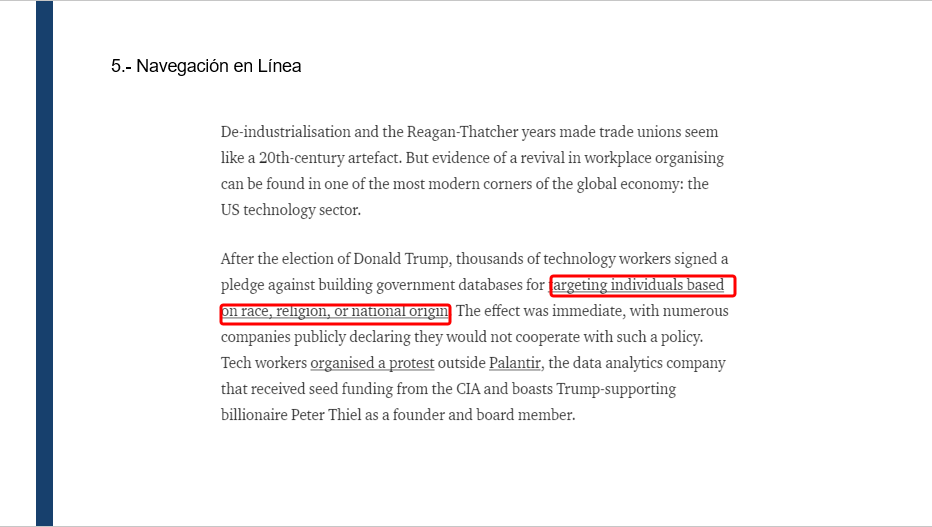 5.- Navegación en Línea
De-industrialisation and the Reagan-Thatcher years made trade unions seem
like a 20th-century artefact. But evidence of a revival in workplace organising
can be found in one of the most modern corners of the global economy: the
US technology sector.
After the election of Donald Trump, thousands of technology workers signed a
pledge against building government databases for targeting individuals based
on race, religion, or national origin. The effect was immediate, with numerous
companies publicly declaring they would not cooperate with such a policy.
Tech workers organised a protest outside Palantir, the data analytics company
that received seed funding from the CIA and boasts Trump-supporting
billionaire Peter Thiel as a founder and board member.